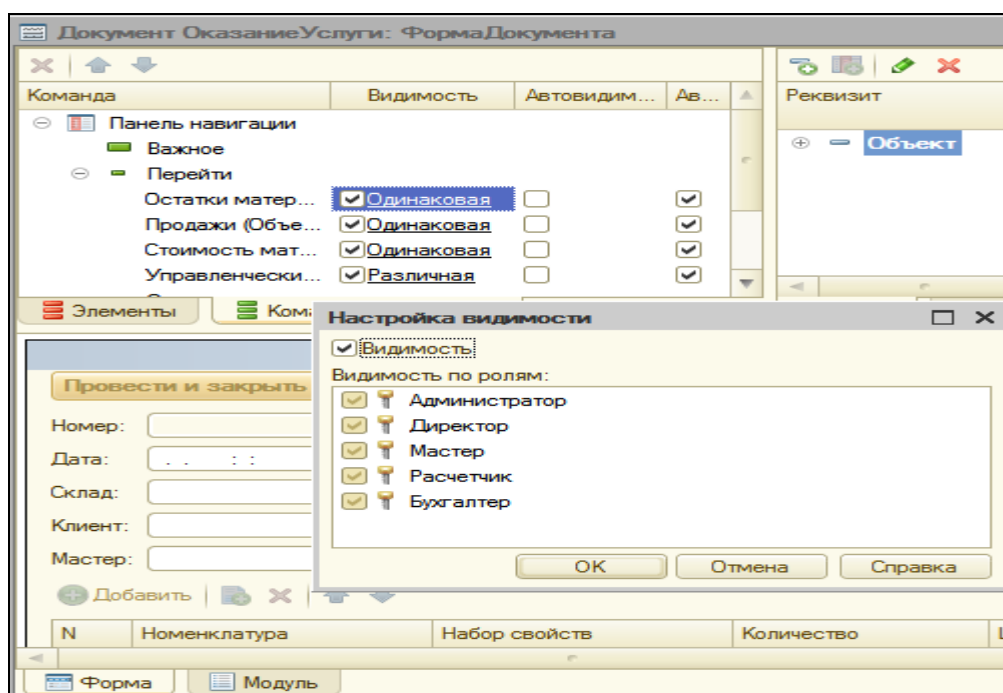 Документ ОказаниеУслуги: ФормаДокумента
Команда Видимость Автовидим... Ав... Реквизит
Панель навигации
Важное Объект
Перейти
Остатки матер... Одинаковая
Продажи (Объе... Одинаковая
Стоимость мат... Одинаковая
Управленчески... Различная
Элементы Ком
Настройка видимости
Видимость
Видимость по ролям:
Администратор
Директор
Мастер
Расчетчик
Бухгалтер
ОК Отмена Справка
Провести и закрыть
Номер:
Дата: . . : :
Склад:
Клиент:
Мастер:
Добавить
N Номенклатура Набор свойств Количество
Форма Модуль